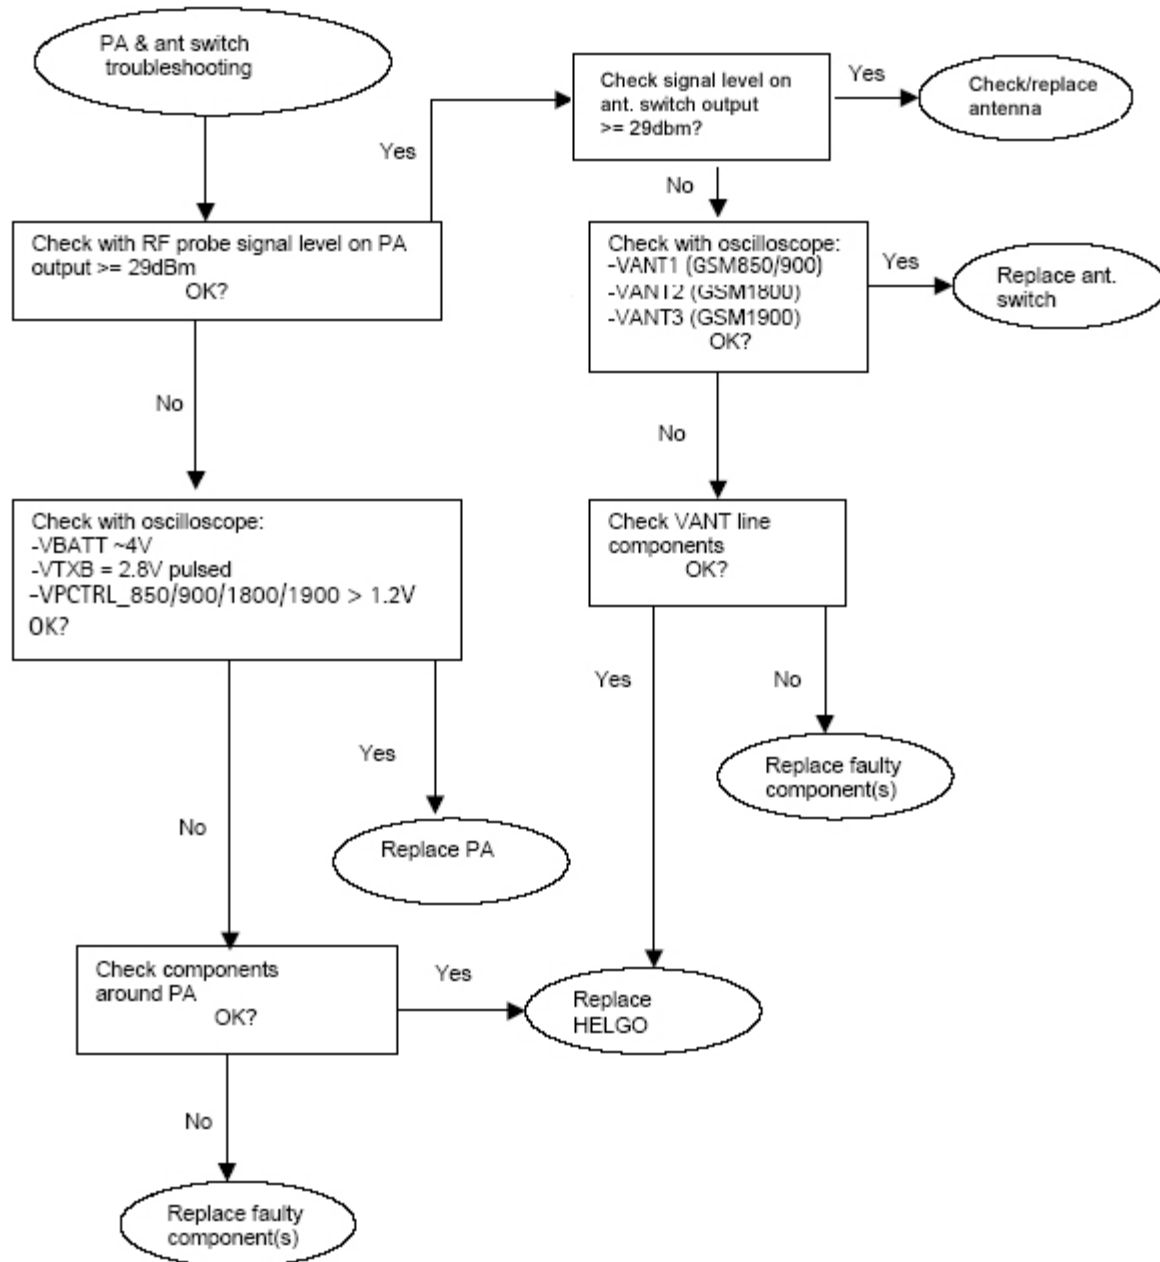 PA & ant switch
troubleshooting
Yes
Check signal level on
ant. switch output
>= 29dbm?
Yes
Check/replace
antenna
No
Check with RF probe signal level on PA
output >= 29dBm
OK?
Check with oscilloscope:
-VANT1 (GSM850/900)
-VANT2 (GSM1800)
-VANT3 (GSM1900)
OK?
Yes
Replace ant.
switch
No
No
Check with oscilloscope:
-VBATT ~4V
-VTXB = 2.8V pulsed
-VPCTRL_850/900/1800/1900 > 1.2V
OK?
Check VANT line
components
OK?
Yes
No
Yes
Replace faulty
component(s)
No
Replace PA
Check components
around PA
OK?
Yes
Replace
HELGO
No
Replace faulty
component(s)